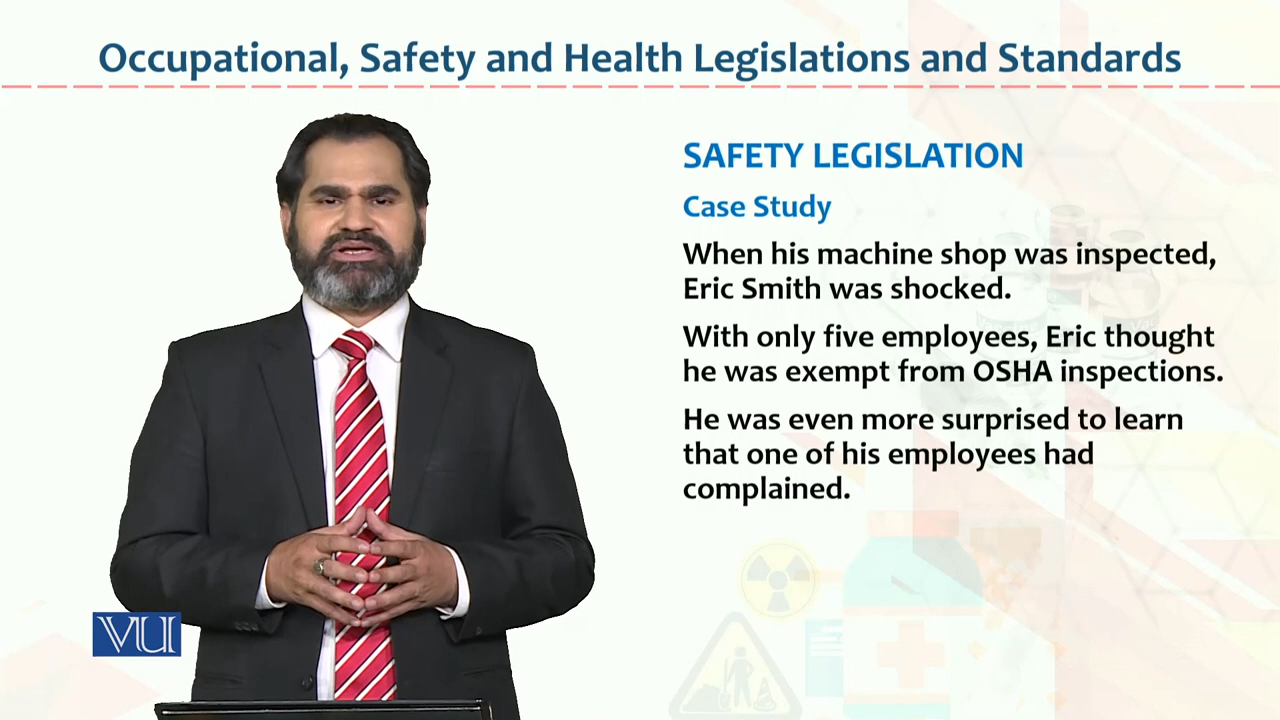 Occupational, Safety and Health Legislations and Standards
SAFETY LEGISLATION
Case Study
When his machine shop was inspected,
Eric Smith was shocked.
With only five employees, Eric thought
he was exempt from OSHA inspections.
He was even more surprised to learn
that one of his employees had
complained.
VU